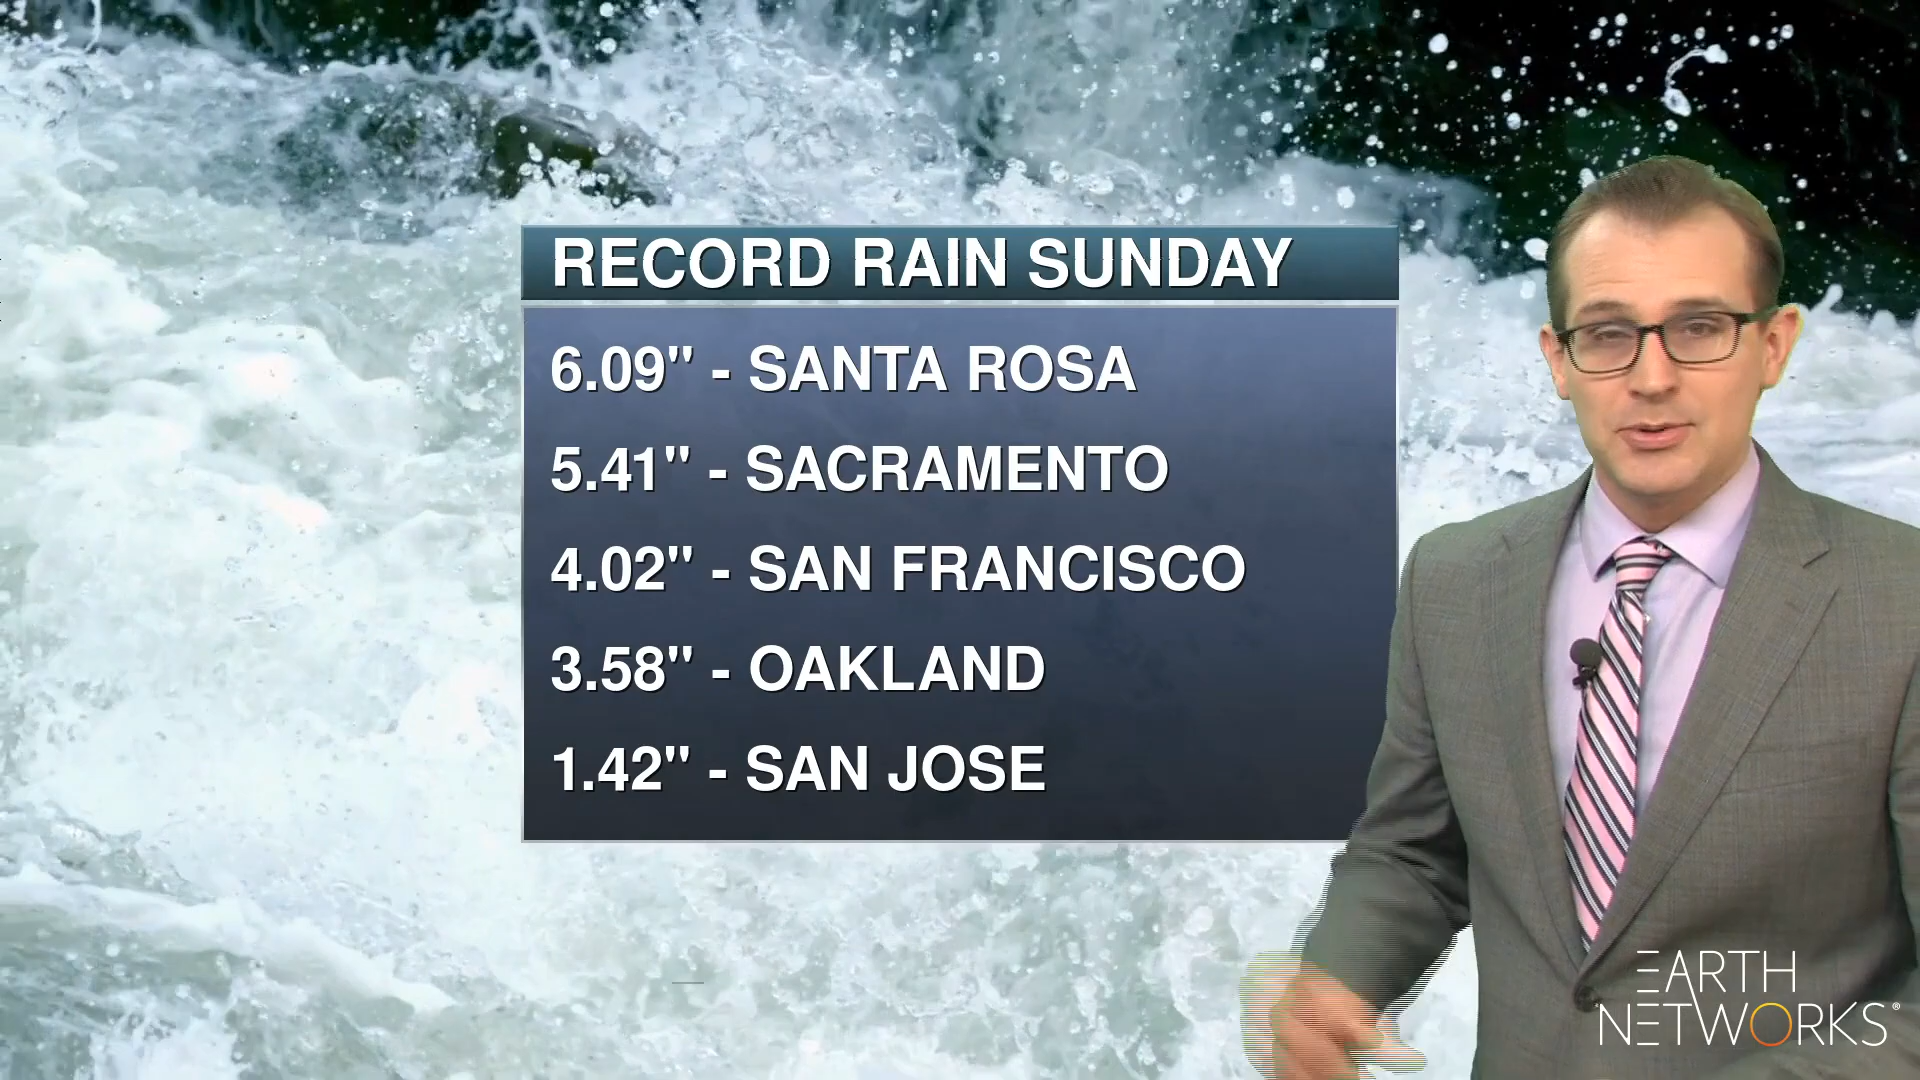 RECORD RAIN SUNDAY
6.09" - SANTA ROSA
5.41" - SACRAMENTO
4.02" - SAN FRANCISCO
3.58" - OAKLAND
1.42" - SAN JOSE
EARTH
NETWORKS®